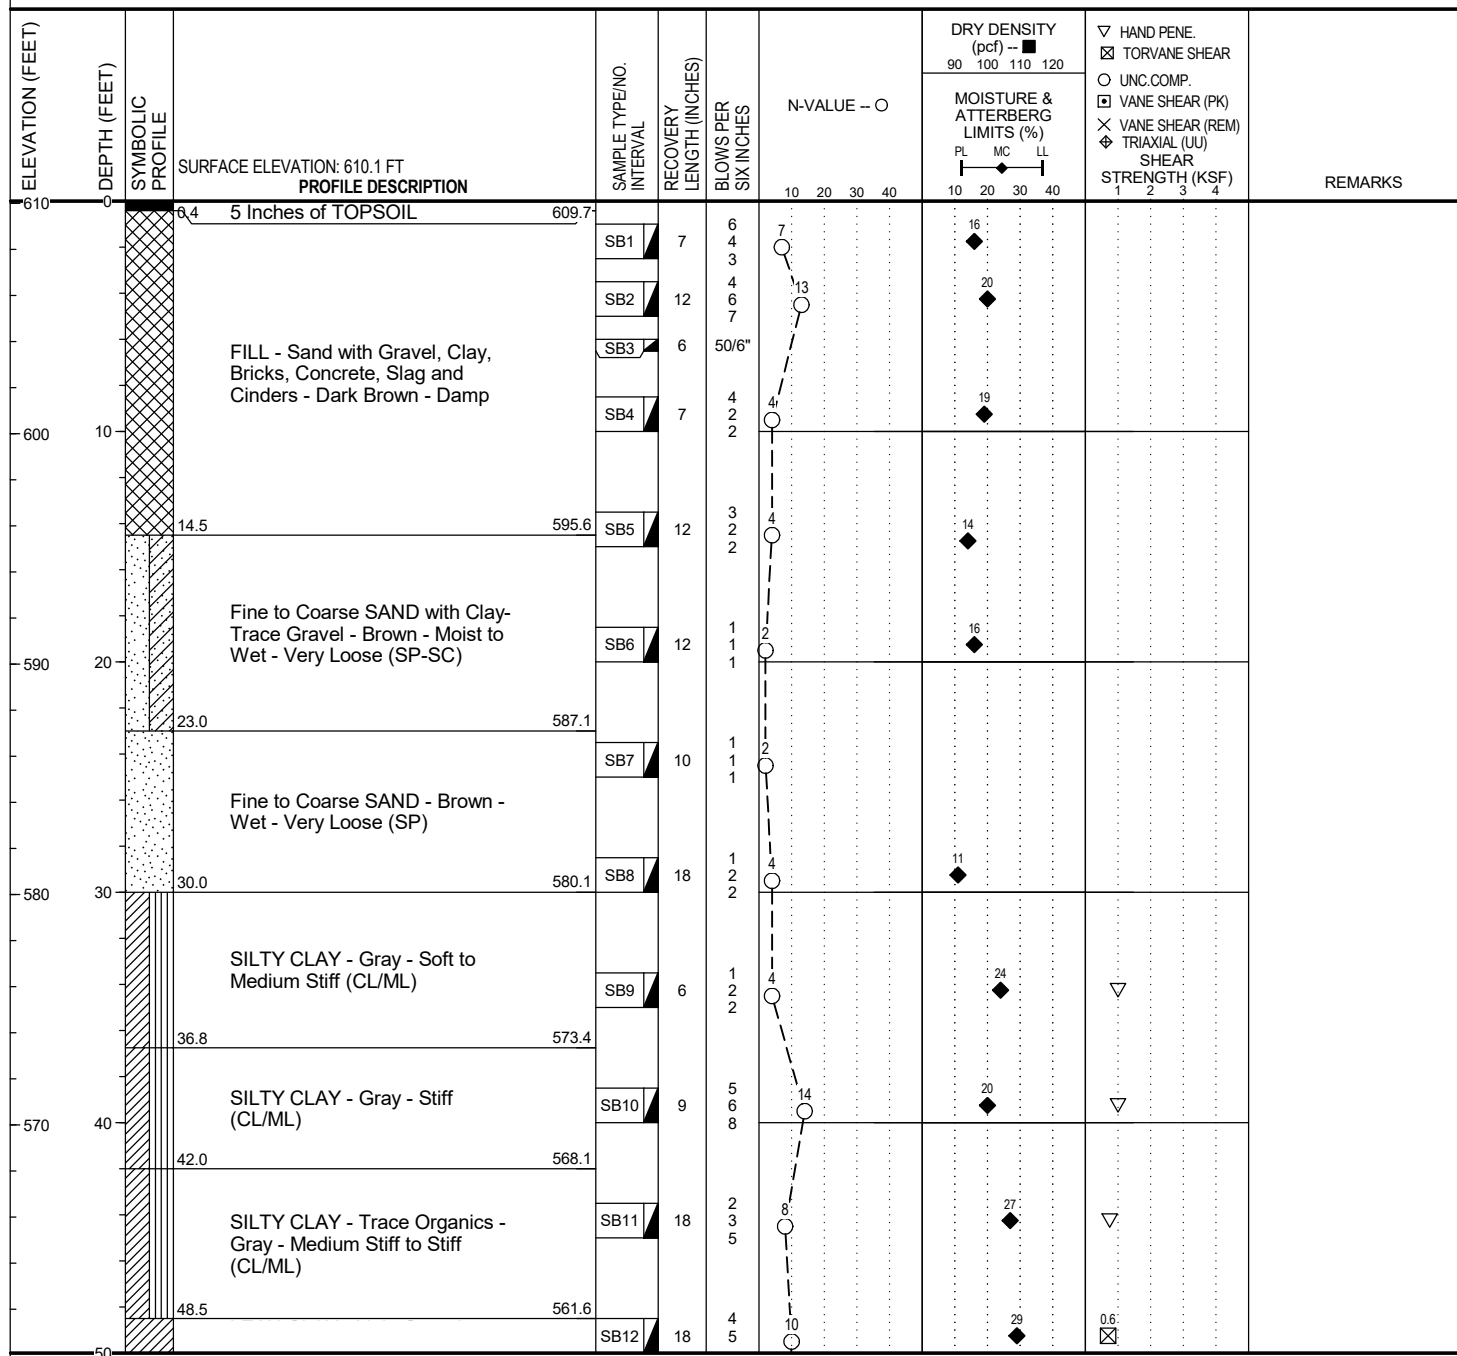 ELEVATION (FEET)
DEPTH (FEET)
SYMBOLIC
PROFILE
SURFACE ELEVATION: 610.1 FT
PROFILE DESCRIPTION
SAMPLE TYPE/NO.
INTERVAL
RECOVERY
LENGTH (INCHES)
BLOWS PER
SIX INCHES
N-VALUE -- O
10 20 30 40
DRY DENSITY
(pcf) -- ■
90 100 110 120
MOISTURE &
ATTERBERG
LIMITS (%)
PL MC LL
10 20 30 40
▽ HAND PENE.
⊠ TORVANE SHEAR
○ UNC.COMP.
⊡ VANE SHEAR (PK)
× VANE SHEAR (REM)
TRIAXIAL (UU)
SHEAR
STRENGTH (KSF)
1 2 3 4
REMARKS
610 0
0.4 5 Inches of TOPSOIL 609.7
SB1 7
6
4
3
7
16
SB2 12
4
6
7
13
20
SB3 6 50/6"
FILL - Sand with Gravel, Clay,
Bricks, Concrete, Slag and
Cinders - Dark Brown - Damp
SB4 7
4
2
2
4
19
600 10
14.5 595.6
SB5 12
3
2
2
4
14
Fine to Coarse SAND with Clay-
Trace Gravel - Brown - Moist to
Wet - Very Loose (SP-SC)
SB6 12
1
1
1
2
16
590 20
23.0 587.1
SB7 10
1
1
1
2
Fine to Coarse SAND - Brown -
Wet - Very Loose (SP)
SB8 18
1
2
2
4
11
30.0 580.1
580 30
SILTY CLAY - Gray - Soft to
Medium Stiff (CL/ML)
SB9 6
1
2
2
4
24
36.8 573.4
SILTY CLAY - Gray - Stiff
(CL/ML)
SB10 9
5
6
8
14
20
570 40
42.0 568.1
SILTY CLAY - Trace Organics -
Gray - Medium Stiff to Stiff
(CL/ML)
SB11 18
2
3
5
8
27
48.5 561.6
SB12 18
4
5
10
29
0.6
50